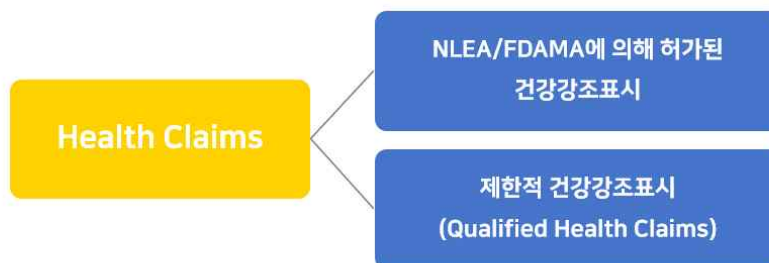 Health Claims
NLEA/FDAMA에 의해 허가된
건강강조표시
제한적 건강강조표시
(Qualified Health Claims)